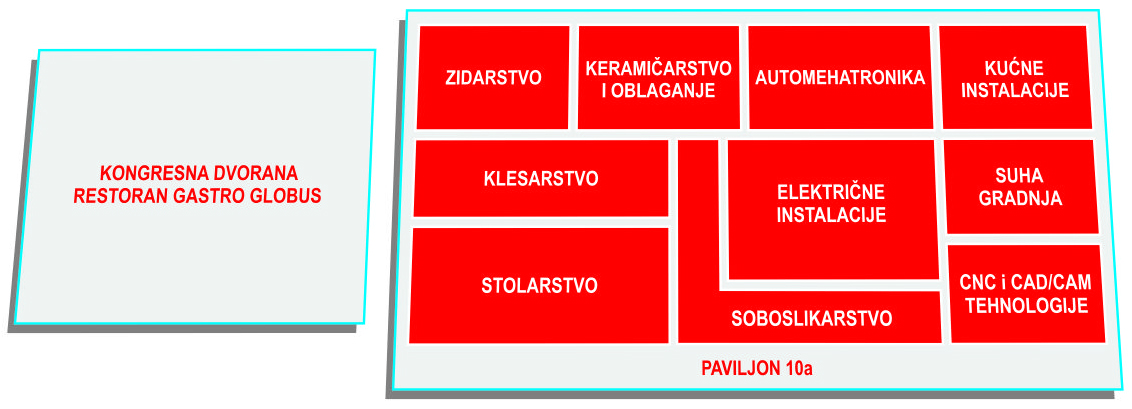 KONGRESNA DVORANA
RESTORAN GASTRO GLOBUS
ZIDARSTVO
KERAMIČARSTVO
I OBLAGANJE
AUTOMEHATRONIKA
KUĆNE
INSTALACIJE
KLESARSTVO
ELEKTRIČNE
INSTALACIJE
SUHA
GRADNJA
STOLARSTVO
SOBOSLIKARSTVO
CNC i CAD/CAM
TEHNOLOGIJE
PAVILJON 10a